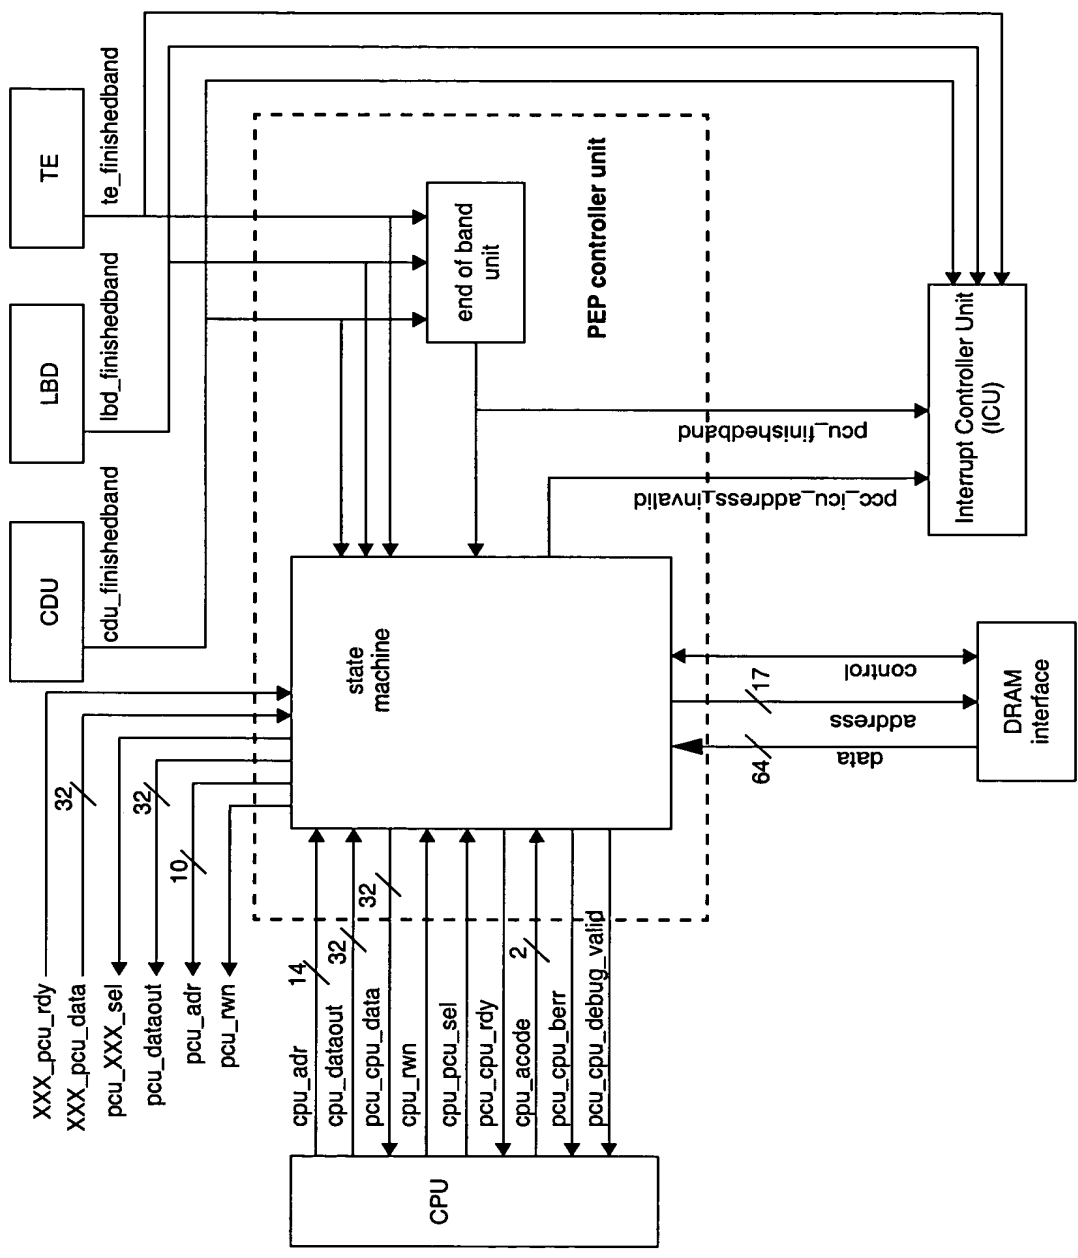 TE
LBD
CDU
te_finishedband
lbd_finishedband
cdu_finishedband
end of band
unit
PEP controller unit
pcu_finishedband
pcc_icu_address_invalid
Interrupt Controller Unit
(ICU)
state
machine
control
17
address
64
data
DRAM
interface
XXX_pcu_rdy
32
XXX_pcu_data
pcu_XXX_sel
32
pcu_dataout
10
pcu_adr
pcu_rwn
14
cpu_adr
32
cpu_dataout
32
pcu_cpu_data
cpu_rwn
cpu_pcu_sel
pcu_cpu_rdy
2
cpu_acode
pcu_cpu_berr
pcu_cpu_debug_valid
CPU